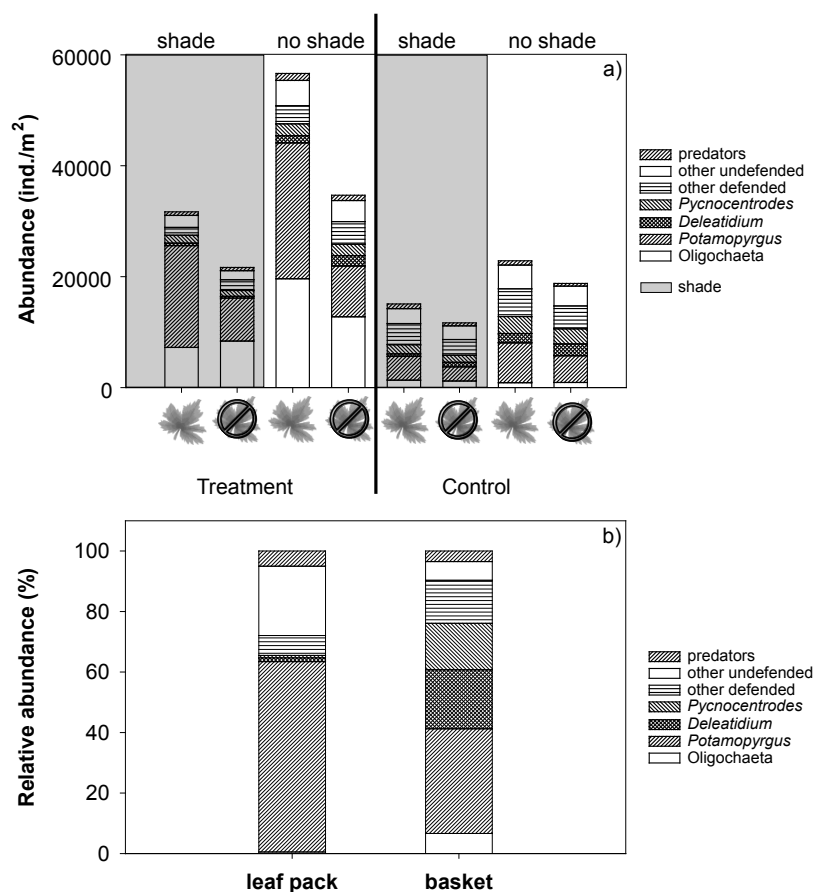 shade no shade shade no shade
a)
60000
40000
20000
0
Abundance (ind./m²)
predators
other undefended
other defended
Pycnocentrodes
Deleatidium
Potamopyrgus
Oligochaeta
shade
Treatment Control
b)
100
80
60
40
20
0
Relative abundance (%)
predators
other undefended
other defended
Pycnocentrodes
Deleatidium
Potamopyrgus
Oligochaeta
leaf pack basket